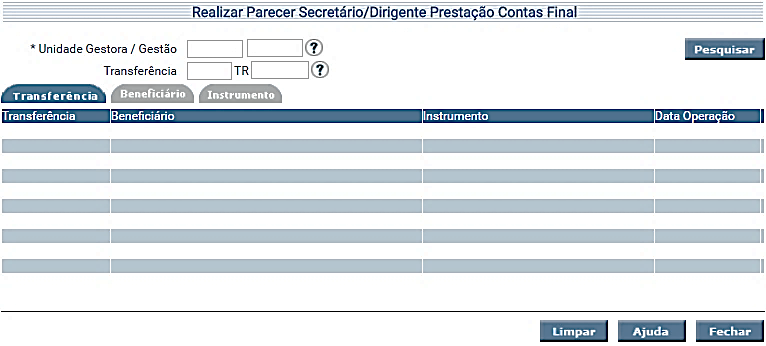 Realizar Parecer Secretário/Dirigente Prestação Contas Final
* Unidade Gestora / Gestão ?
Pesquisar
Transferência TR ?
Transferência Beneficiário Instrumento
Transferência Beneficiário Instrumento Data Operação
Limpar Ajuda Fechar